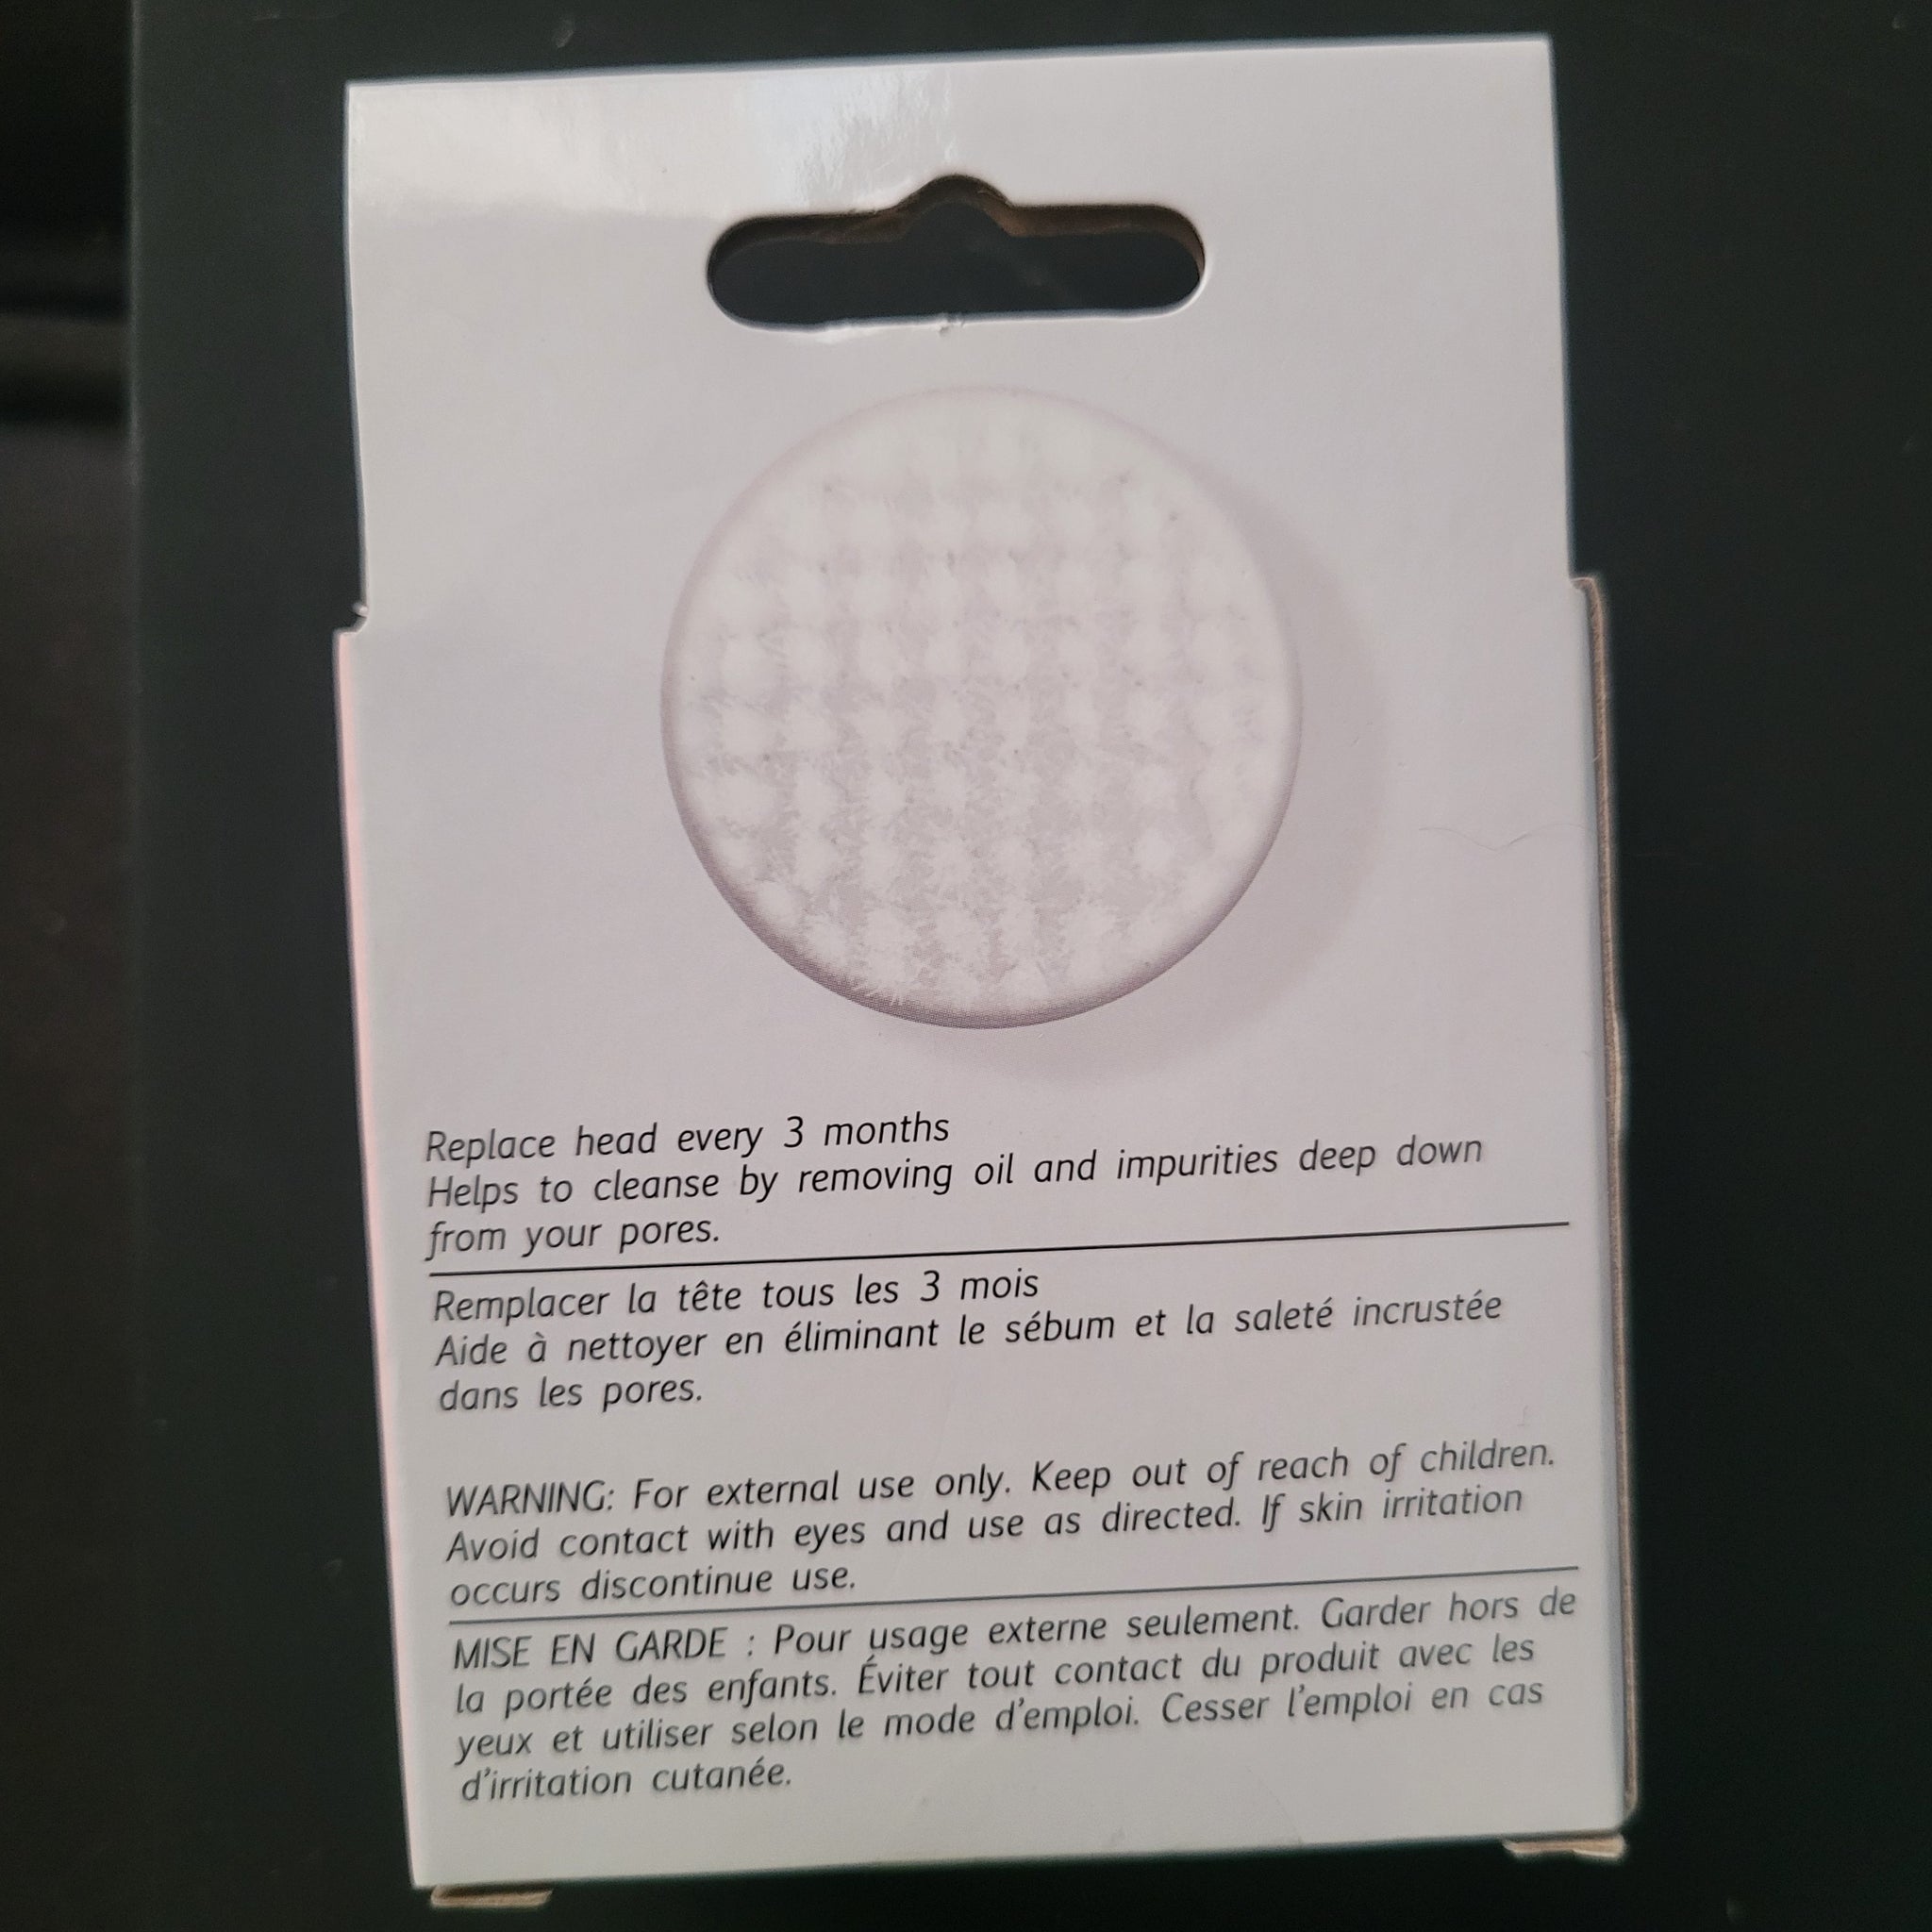 Replace head every 3 months
Helps to cleanse by removing oil and impurities deep down
from your pores.
Remplacer la tête tous les 3 mois
Aide à nettoyer en éliminant le sébum et la saleté incrustée
dans les pores.
WARNING: For external use only. Keep out of reach of children.
Avoid contact with eyes and use as directed. If skin irritation
occurs discontinue use.
MISE EN GARDE : Pour usage externe seulement. Garder hors de
la portée des enfants. Éviter tout contact du produit avec les
yeux et utiliser selon le mode d'emploi. Cesser l'emploi en cas
d'irritation cutanée.